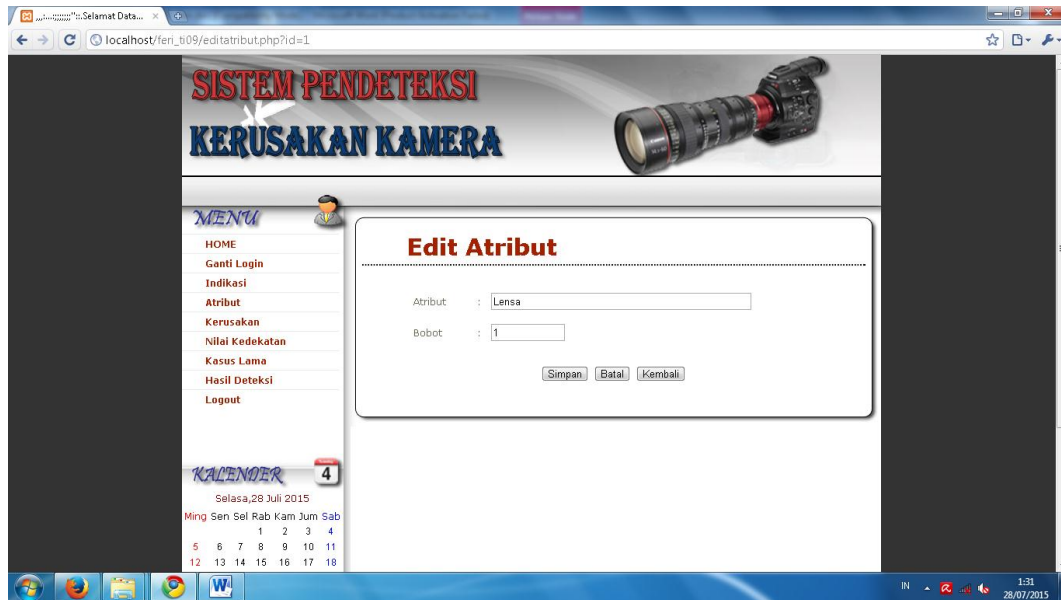 ,,,:....:;;;;;;;"::.Selamat Data...
localhost/feri_ti09/editatribut.php?id=1
SISTEM PENDETEKSI
KERUSAKAN KAMERA
MENU
HOME
Ganti Login
Indikasi
Atribut
Kerusakan
Nilai Kedekatan
Kasus Lama
Hasil Deteksi
Logout
Edit Atribut
Atribut : Lensa
Bobot : 1
Simpan Batal Kembali
KALENDER 4
Selasa,28 Juli 2015
Ming Sen Sel Rab Kam Jum Sab
1 2 3 4
5 6 7 8 9 10 11
12 13 14 15 16 17 18
IN 1:31
28/07/2015